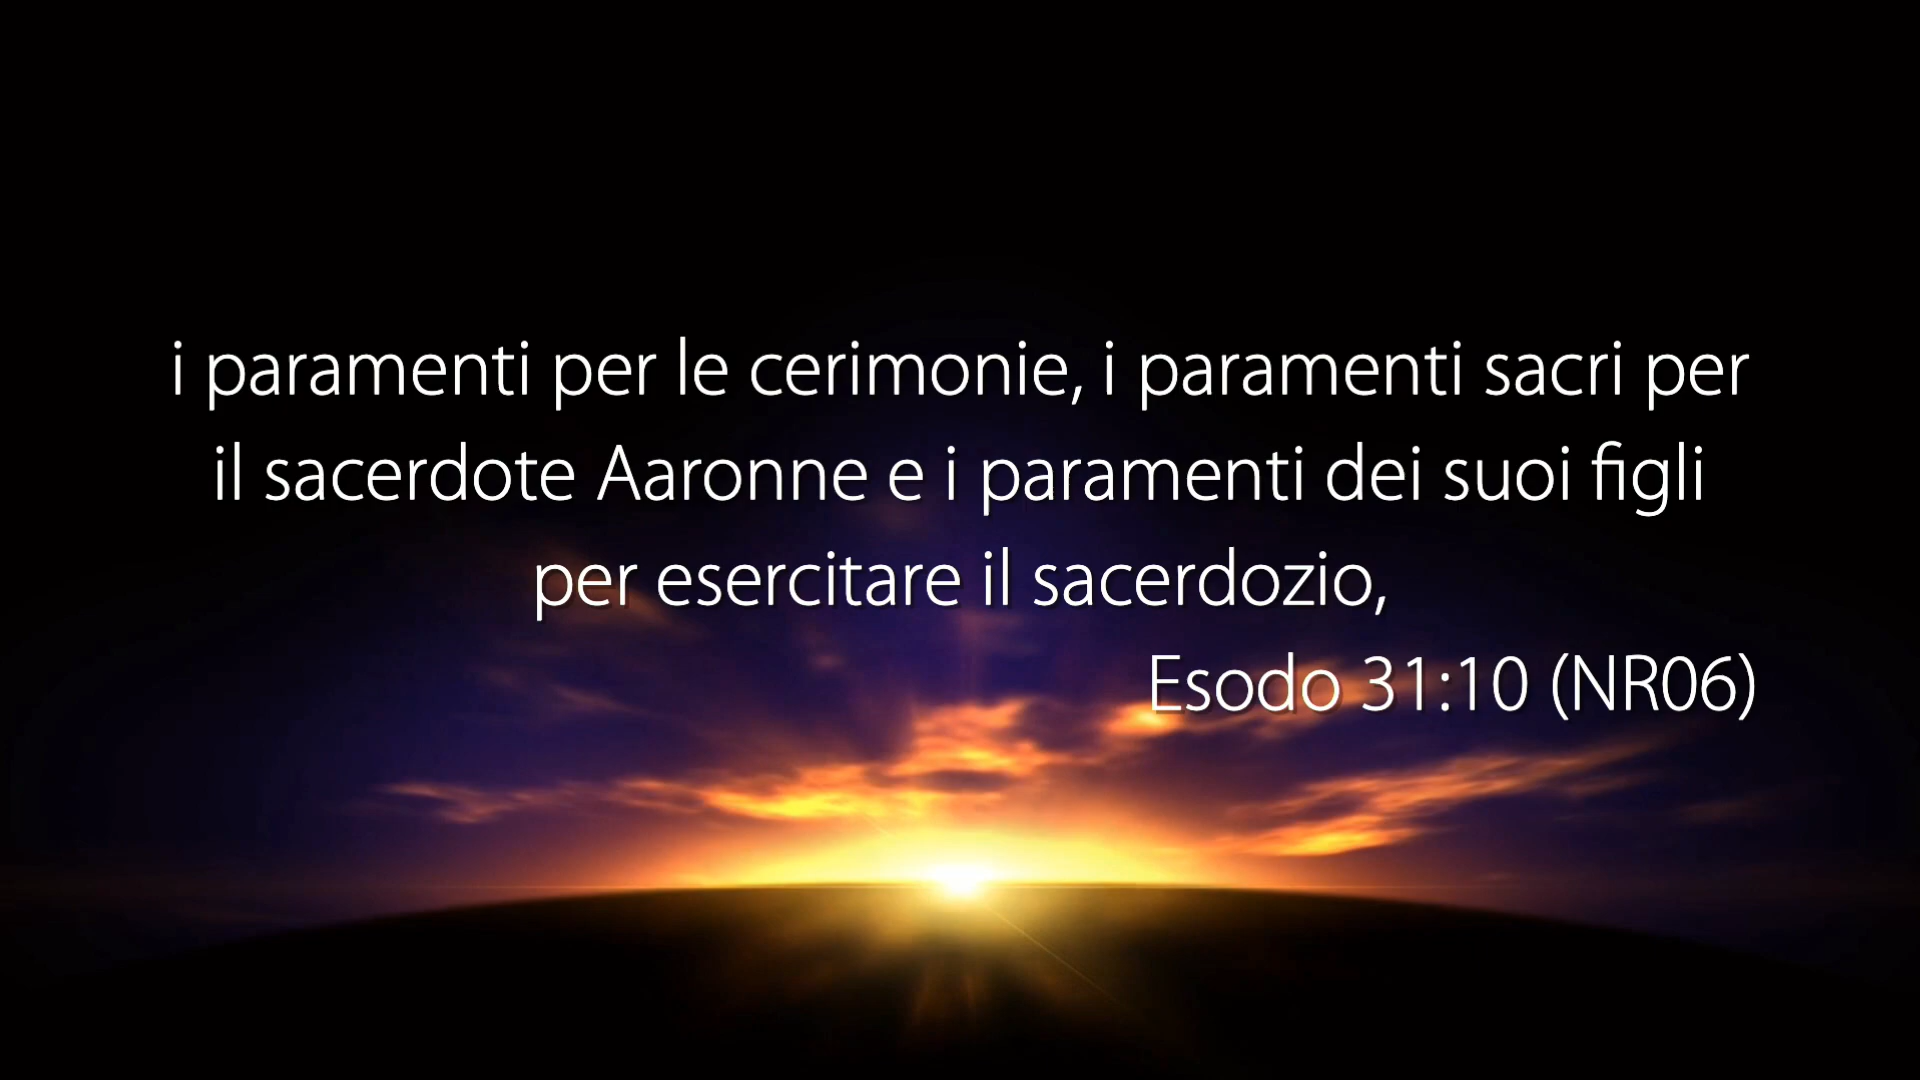 i paramenti per le cerimonie, i paramenti sacri per
il sacerdote Aaronne e i paramenti dei suoi figli
per esercitare il sacerdozio,
Esodo 31:10 (NR06)